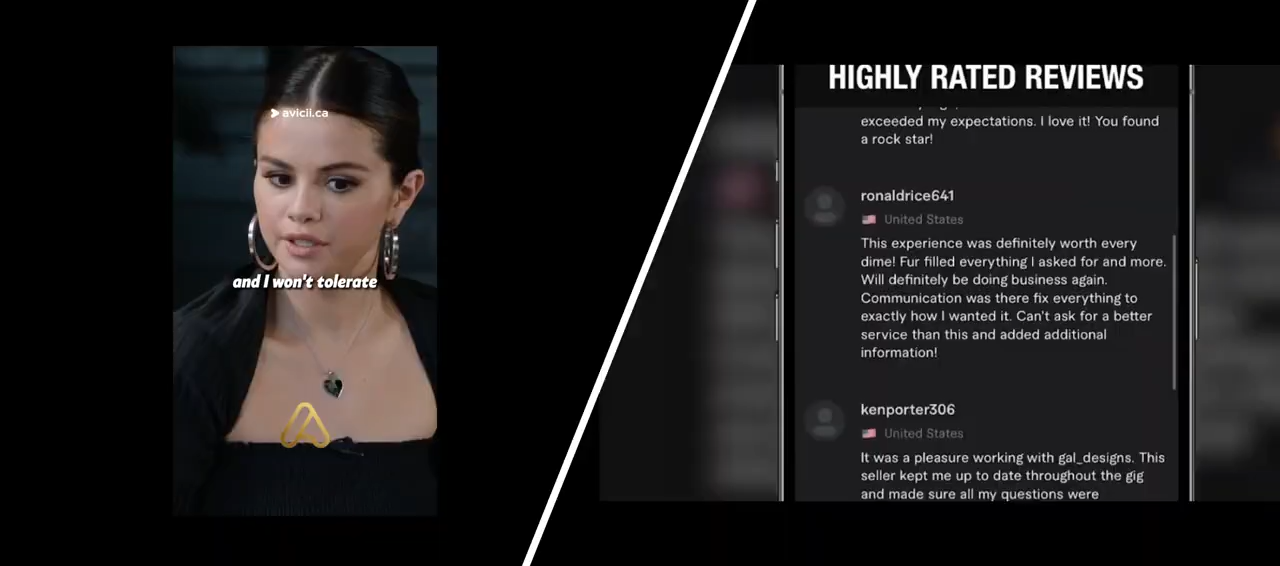 avicii.ca
and I won't tolerate
HIGHLY RATED REVIEWS
exceeded my expectations. I love it! You found
a rock star!
ronaldrice641
United States
This experience was definitely worth every
dime! Fur filled everything I asked for and more.
Will definitely be doing business again.
Communication was there fix everything to
exactly how I wanted it. Can't ask for a better
service than this and added additional
information!
kenporter306
United States
It was a pleasure working with gal_designs. This
seller kept me up to date throughout the gig
and made sure all my questions were